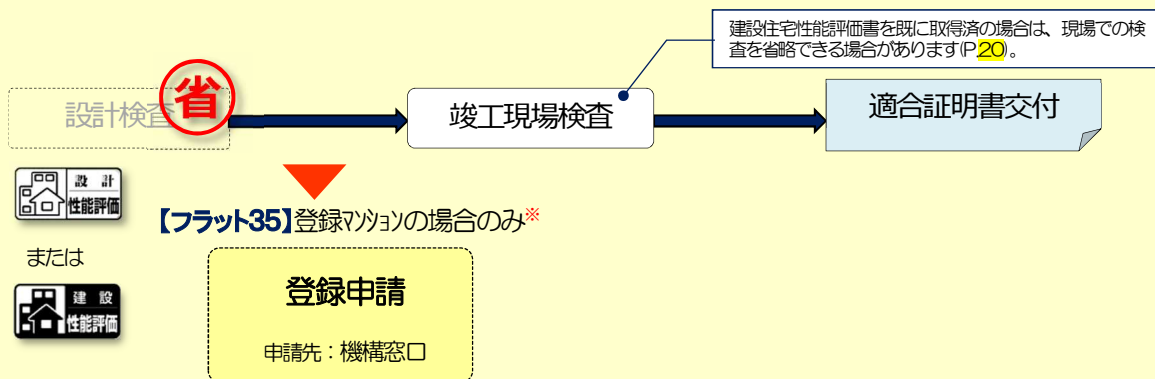 建設住宅性能評価書を既に取得済の場合は、現場での検
査を省略できる場合があります(P.20)。
設計検査
省
竣工現場検査
適合証明書交付
設計
性能評価
【フラット35】登録マンションの場合のみ※
または
建設
性能評価
登録申請
申請先：機構窓口